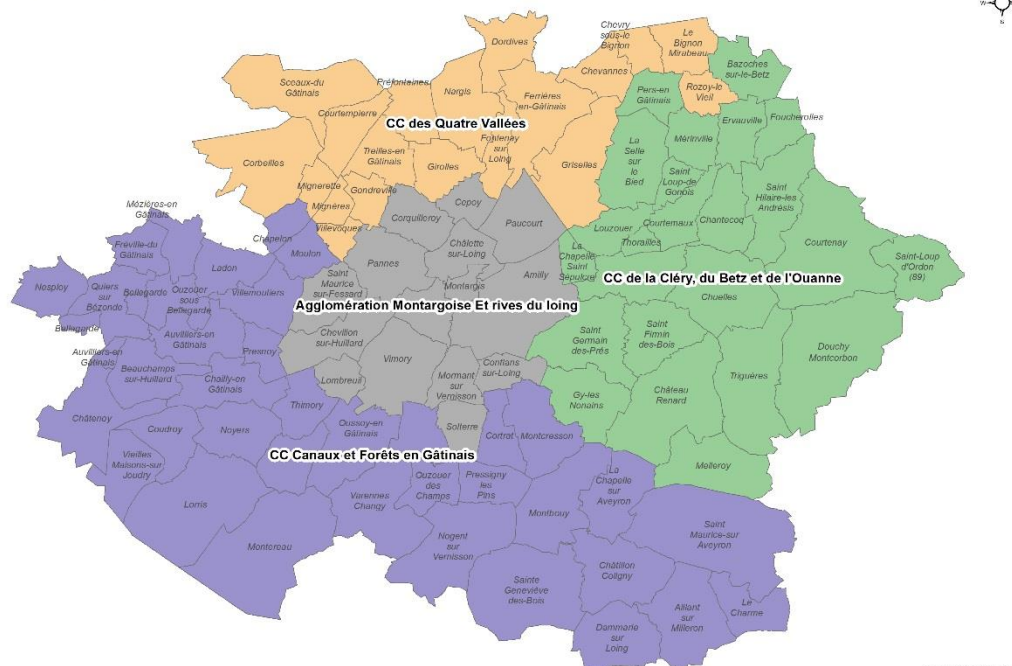 W
S
Dordives
Chevry
sous-le
Bignon
Le
Bignon
Mirabeau
Bazoches
sur-le-Betz
Sceaux-du
Gâtinais
Préfontaines
Nargis
Ferrières
en-Gâtinais
Chevannes
Pers-en
Gâtinais
Rozoy-le
Vieil
Courtempierre
CC des Quatre Vallées
Ervauville
Foucherolles
Corbeilles
Treilles-en
Gâtinais
Girolles
Fontenay
sur
Loing
Griselles
La
Selle
sur
le
Bied
Mérinville
Mignerette
Gondreville
Mignères
Saint
Loup-de
Gonois
Saint
Hilaire-les
Andrésis
Mézières-en
Gâtinais
Villevoques
Corquilleroy
Cepoy
Paucourt
Louzouer
Courtemaux
Chantecoq
Fréville-du
Gâtinais
Chapelon
Moulon
Châlette
sur-Loing
Thorailles
Courtenay
Ladon
Pannes
La
Chapelle
Saint
Sépulcre
Saint-Loup
d'Ordon
(89)
Nesploy
Quiers
sur
Bézonde
Bellegarde
Ouzouer
sous
Bellegarde
Villemoutiers
Saint
Maurice
sur-Fessard
Montargis
Amilly
CC de la Cléry, du Betz et de l'Ouanne
Chuelles
Agglomération Montargoise Et rives du loing
Bellegarde
Auvilliers-en
Gâtinais
Chevillon
sur-Huillard
Saint
Germain
des-Prés
Saint
Firmin
des-Bois
Douchy
Montcorbon
Auvilliers-en
Gâtinais
Presnoy
Vimory
Conflans
sur-Loing
Beauchamps
sur-Huillard
Chailly-en
Gâtinais
Lombreuil
Mormant
sur
Vernisson
Triguères
Gy-les
Nonains
Château
Renard
Châtenoy
Coudroy
Noyers
Thimory
Oussoy-en
Gâtinais
Solterre
Cortrat
Montcresson
Vieilles
Maisons-sur
Joudry
CC Canaux et Forêts en Gâtinais
Melleroy
Lorris
Varennes
Changy
Ouzouer
des
Champs
Pressigny
les
Pins
La
Chapelle
sur
Aveyron
Montbouy
Saint
Maurice-sur
Aveyron
Montereau
Nogent
sur
Vernisson
Sainte
Geneviève
des-Bois
Châtillon
Coligny
Aillant
sur
Milleron
Le
Charme
Dammarie
sur
Loing